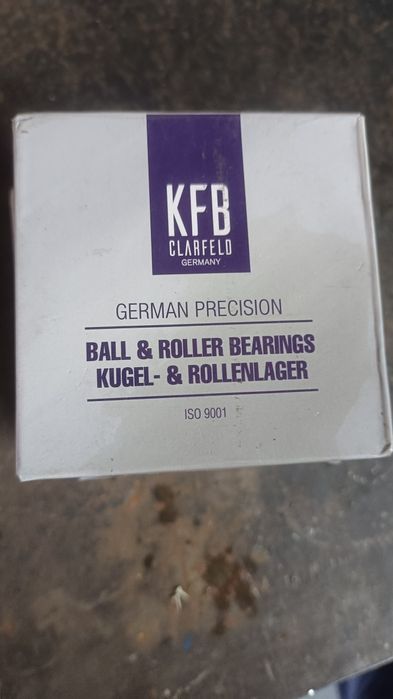 KFB
CLARFELD
GERMANY
GERMAN PRECISION
BALL & ROLLER BEARINGS
KUGEL- & ROLLENLAGER
ISO 9001